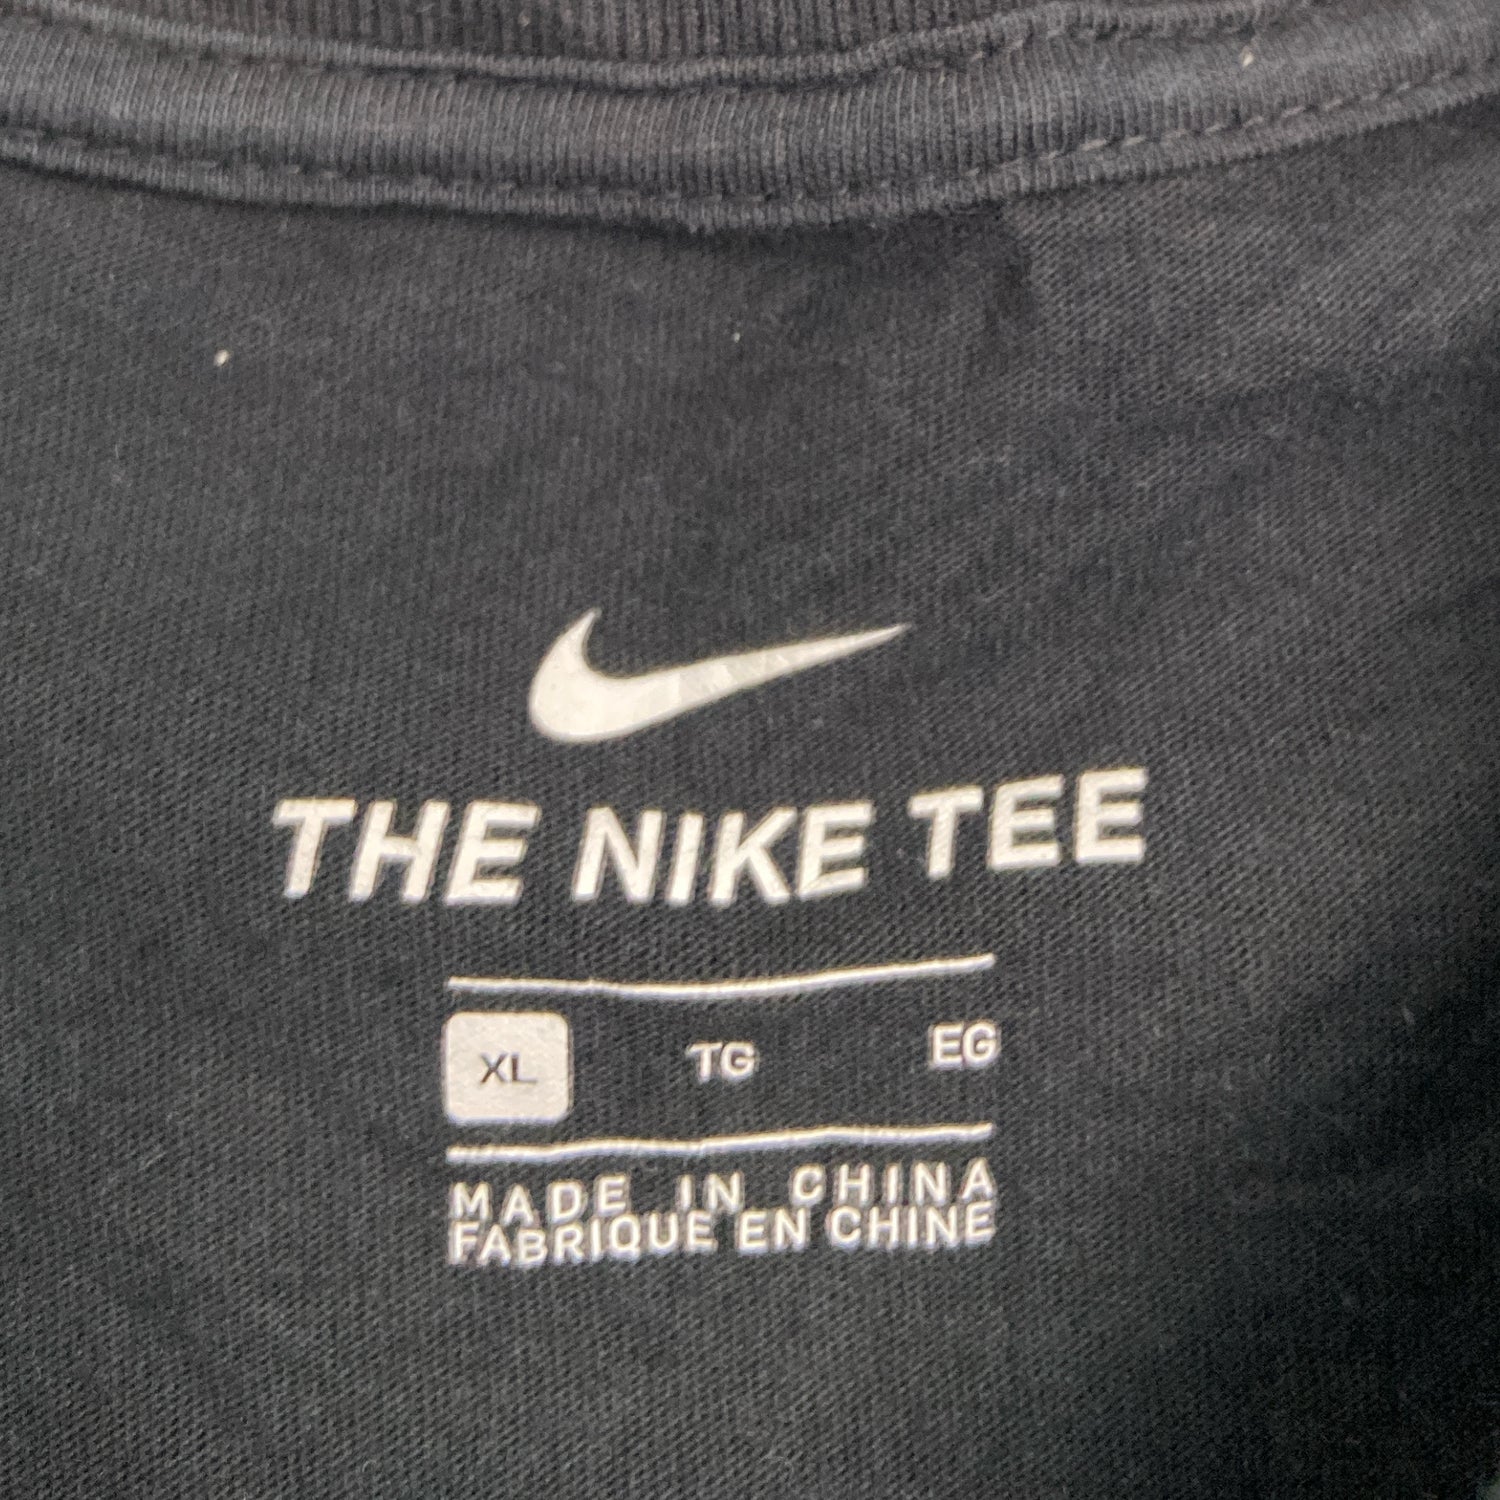 THE NIKE TEE
XL TG EG
MADE IN CHINA
FABRIQUE EN CHINE